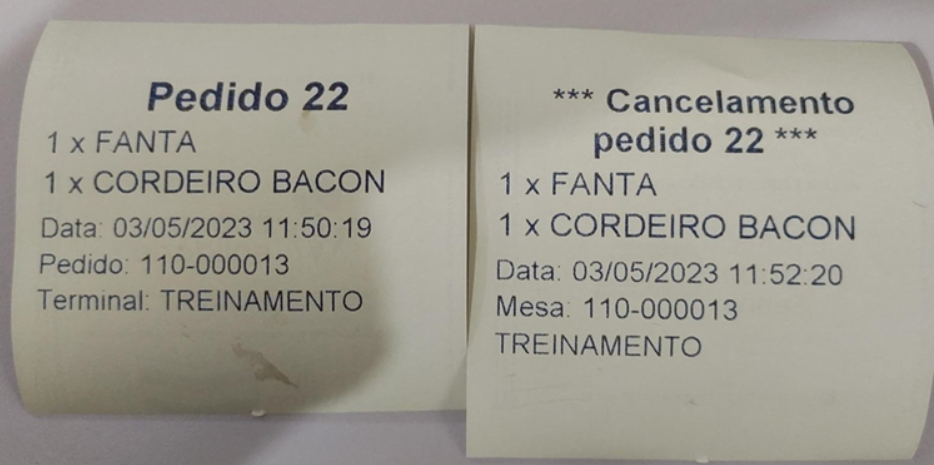 Pedido 22
1 x FANTA
1 x CORDEIRO BACON
Data: 03/05/2023 11:50:19
Pedido: 110-000013
Terminal: TREINAMENTO
*** Cancelamento
pedido 22 ***
1 x FANTA
1 x CORDEIRO BACON
Data: 03/05/2023 11:52:20
Mesa: 110-000013
TREINAMENTO